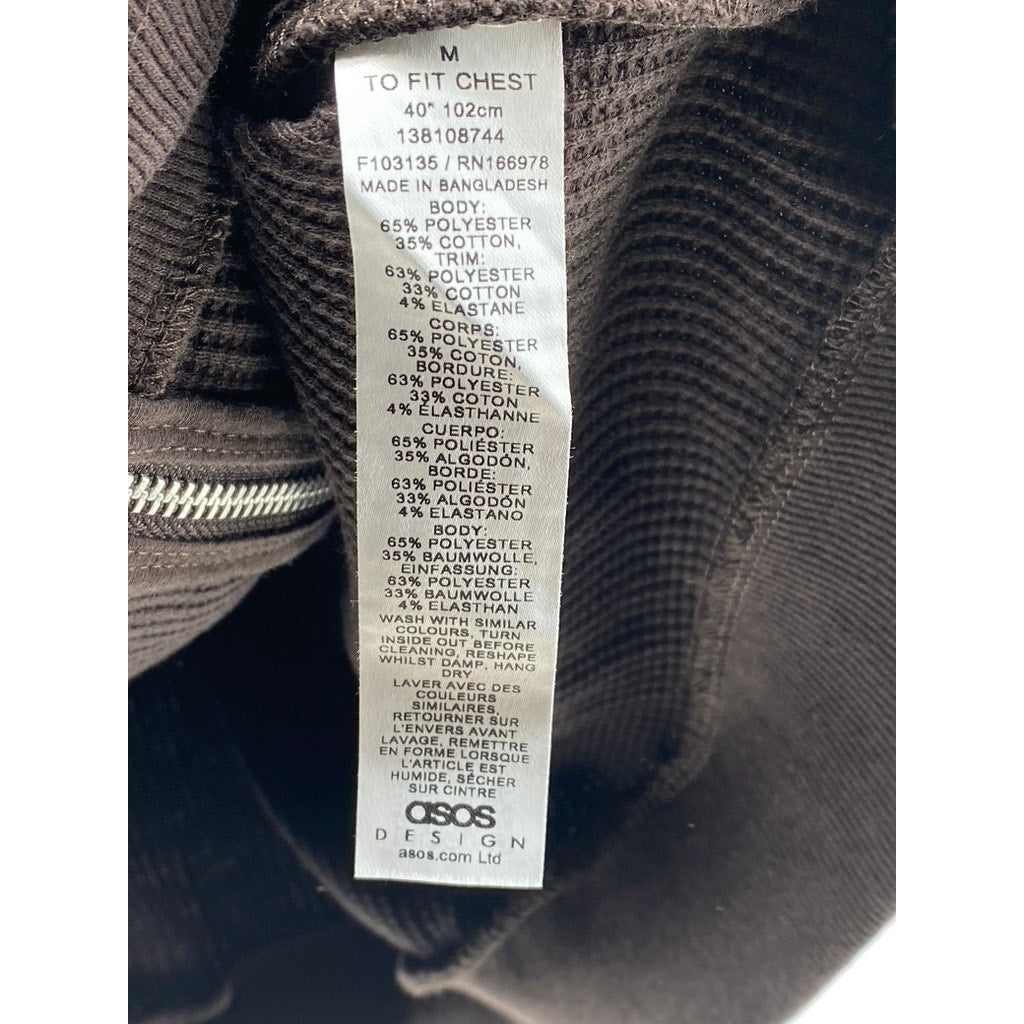 M
TO FIT CHEST
40" 102cm
138108744
F103135 / RN166978
MADE IN BANGLADESH
BODY:
65% POLYESTER
35% COTTON,
TRIM:
63% POLYESTER
33% COTTON
4% ELASTANE
CORPS:
65% POLYESTER
35% COTON,
BORDURE:
63% POLYESTER
33% COTON
4% ÉLASTHANNE
CUERPO:
65% POLIÉSTER
35% ALGODÓN,
BORDE:
63% POLIÉSTER
33% ALGODÓN
4% ELASTANO
BODY:
65% POLYESTER
35% BAUMWOLLE,
EINFASSUNG:
63% POLYESTER
33% BAUMWOLLE
4% ELASTHAN
WASH WITH SIMILAR
COLOURS, TURN
INSIDE OUT BEFORE
CLEANING, RESHAPE
WHILST DAMP, HANG
DRY
LAVER AVEC DES
COULEURS
SIMILAIRES,
RETOURNER SUR
L'ENVERS AVANT
LAVAGE, REMETTRE
EN FORME LORSQUE
L'ARTICLE EST
HUMIDE, SÉCHER
SUR CINTRE
asos
DESIGN
asos.com Ltd